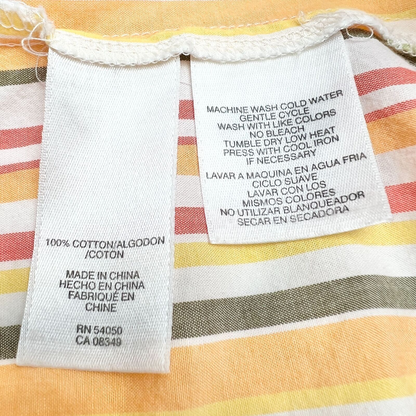 100% COTTON/ALGODON
/COTON
MADE IN CHINA
HECHO EN CHINA
FABRIQUÉ EN
CHINE
RN 54050
CA 08349
MACHINE WASH COLD WATER
GENTLE CYCLE
WASH WITH LIKE COLORS
NO BLEACH
TUMBLE DRY LOW HEAT
PRESS WITH COOL IRON
IF NECESSARY
LAVAR A MAQUINA EN AGUA FRIA
CICLO SUAVE
LAVAR CON LOS
MISMOS COLORES
NO UTILIZAR BLANQUEADOR
SECAR EN SECADORA